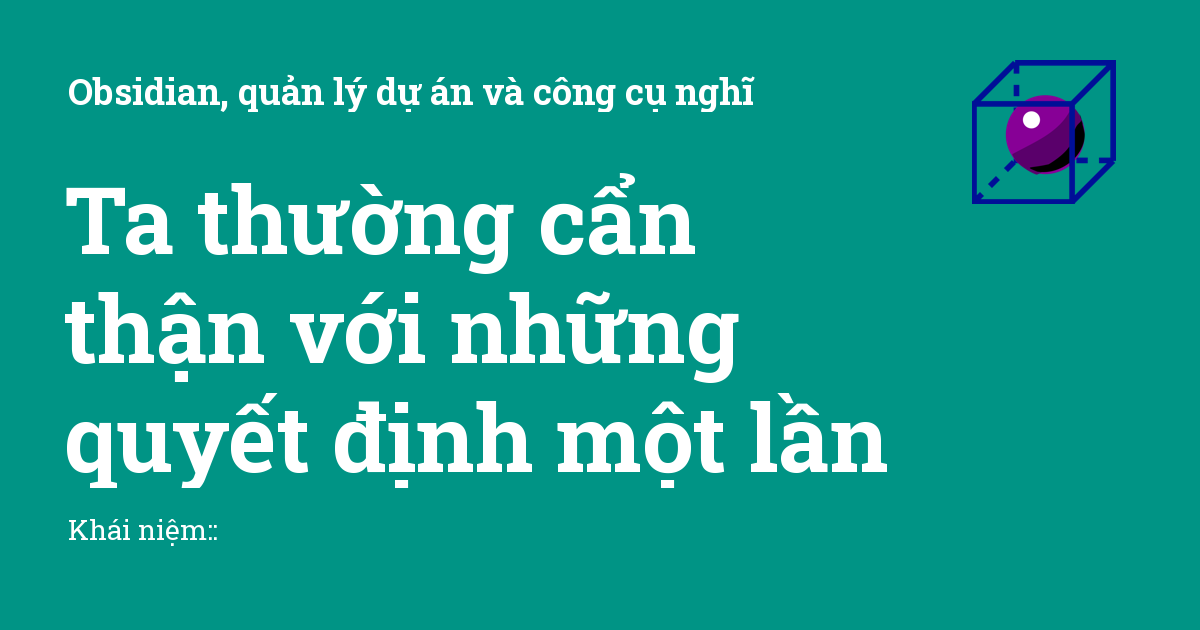 Obsidian, quản lý dự án và công cụ nghĩ
Ta thường cẩn
thận với những
quyết định một lần
Khái niệm::